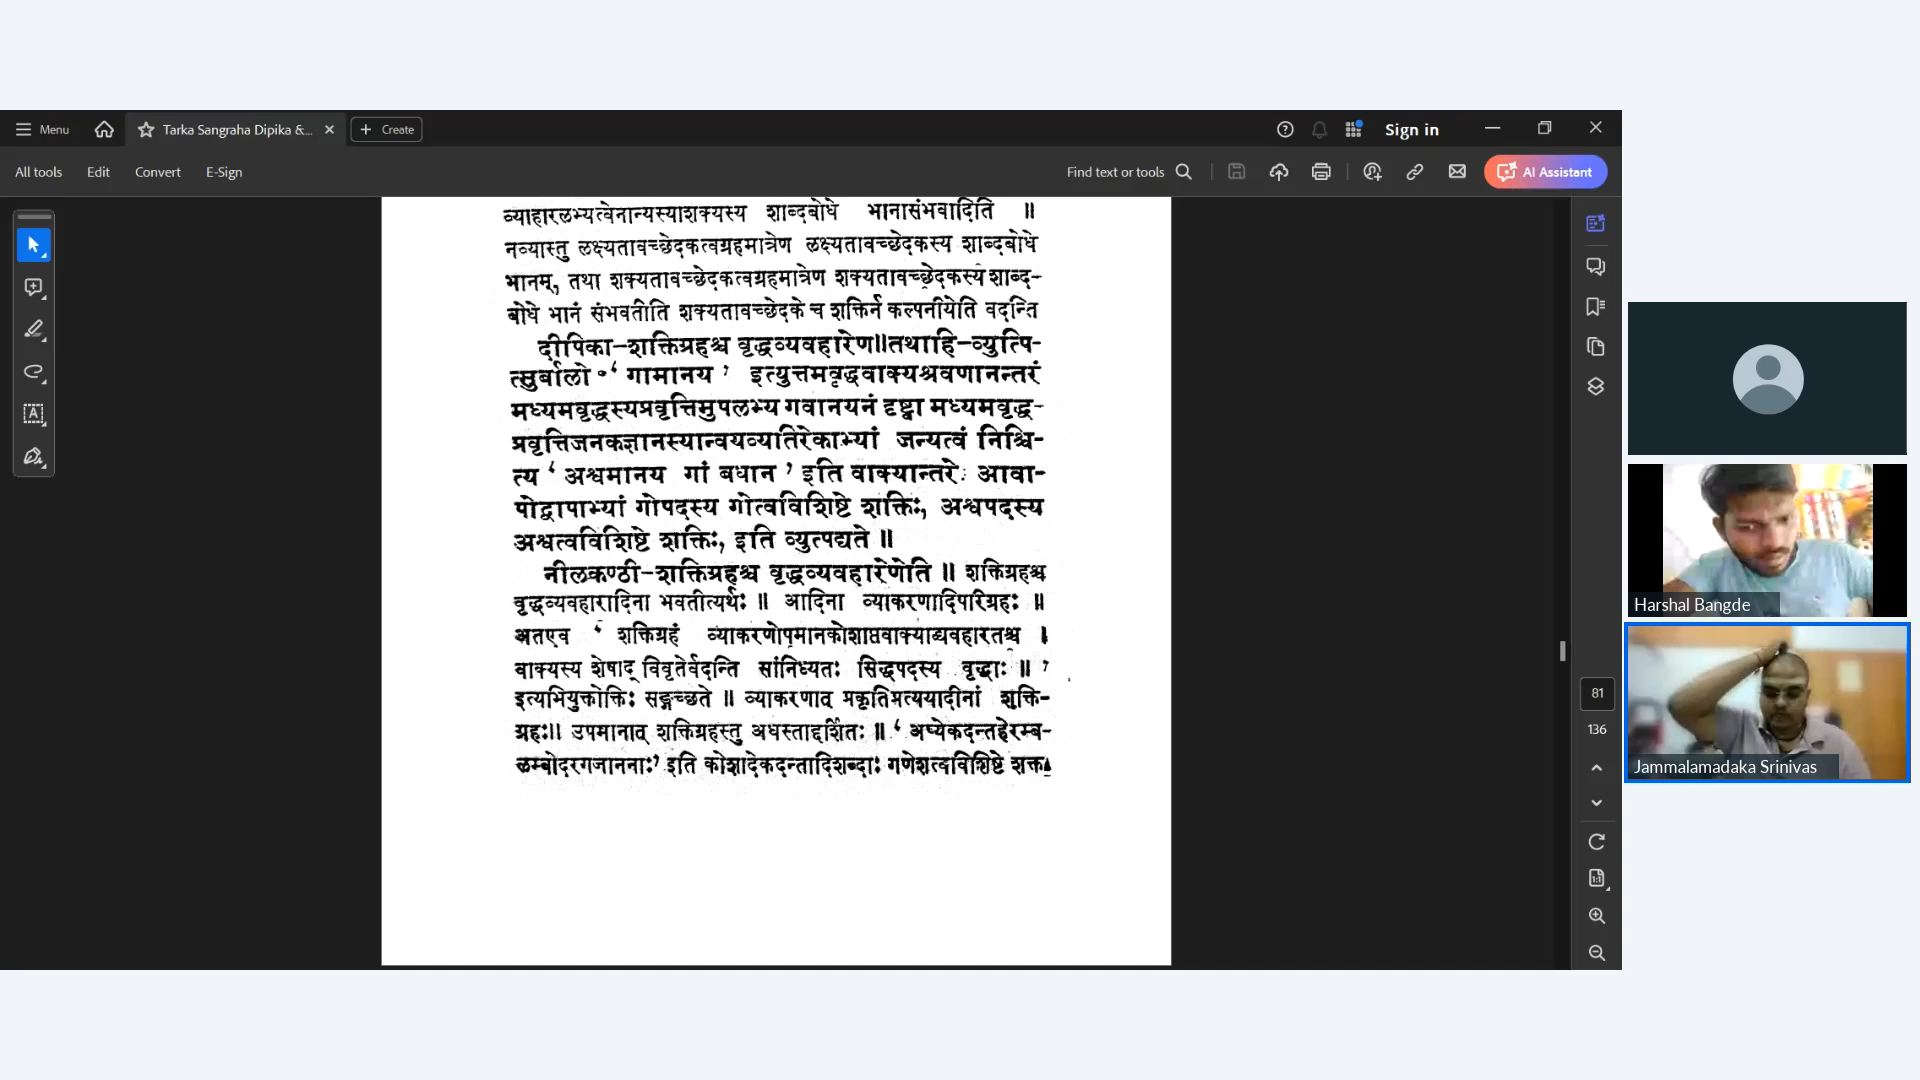 Menu
Tarka Sangraha Dipika &...
Create
Sign in
All tools
Edit
Convert
E-Sign
Find text or tools
AI Assistant
व्याहारलभ्यत्वेनान्यस्याशक्यस्य शाब्दबोधे भानासंभवादिति ॥
नव्यास्तु लक्ष्यतावच्छेदकत्वग्रहमात्रेण लक्ष्यतावच्छेदकस्य शाब्दबोधे
भानम्, तथा शक्यतावच्छेदकत्वग्रहमात्रेण शक्यतावच्छेदकस्य शाब्द-
बोधे भानं संभवतीति शक्यतावच्छेदके च शक्तिर्न कल्पनीयेति वदन्ति
दीपिका–शक्तिग्रहश्च वृद्धव्यवहारेण॥तथाहि–व्युत्पि-
त्सुर्बालो ‘ गामानय ’ इत्युत्तमवृद्धवाक्यश्रवणानन्तरं
मध्यमवृद्धस्यप्रवृत्तिमुपलभ्य गवानयनं दृष्ट्वा मध्यमवृद्ध-
प्रवृत्तिजनकज्ञानस्यान्वयव्यतिरेकाभ्यां जन्यत्वं निश्चि-
त्य ‘ अश्वमानय गां बधान ’ इति वाक्यान्तरे आवा-
पोद्वापाभ्यां गोपदस्य गोत्वविशिष्टे शक्तिः, अश्वपदस्य
अश्वत्वविशिष्टे शक्तिः, इति व्युत्पद्यते ॥
नीलकण्ठी–शक्तिग्रहश्च वृद्धव्यवहारेणेति ॥ शक्तिग्रहश्च
वृद्धव्यवहारादिना भवतीत्यर्थः ॥ आदिना व्याकरणादिपरिग्रहः ॥
अतएव ‘ शक्तिग्रहं व्याकरणोपमानकोशाप्तवाक्याद्व्यवहारतश्च ।
वाक्यस्य शेषाद् विवृतेर्वदन्ति सांनिध्यतः सिद्धपदस्य वृद्धाः ॥ ’
इत्यभियुक्तोक्तिः सङ्गच्छते ॥ व्याकरणात् प्रकृतिप्रत्ययादीनां शक्ति-
ग्रहः॥ उपमानात् शक्तिग्रहस्तु अधस्ताद्दर्शितः ॥ ‘ अप्येकदन्तहेरम्ब-
लम्बोदरगजाननाः’ इति कोशादेकदन्तादिशब्दाः गणेशत्वविशिष्टे शक्ता
81
136
Harshal Bangde
Jammalamadaka Srinivas